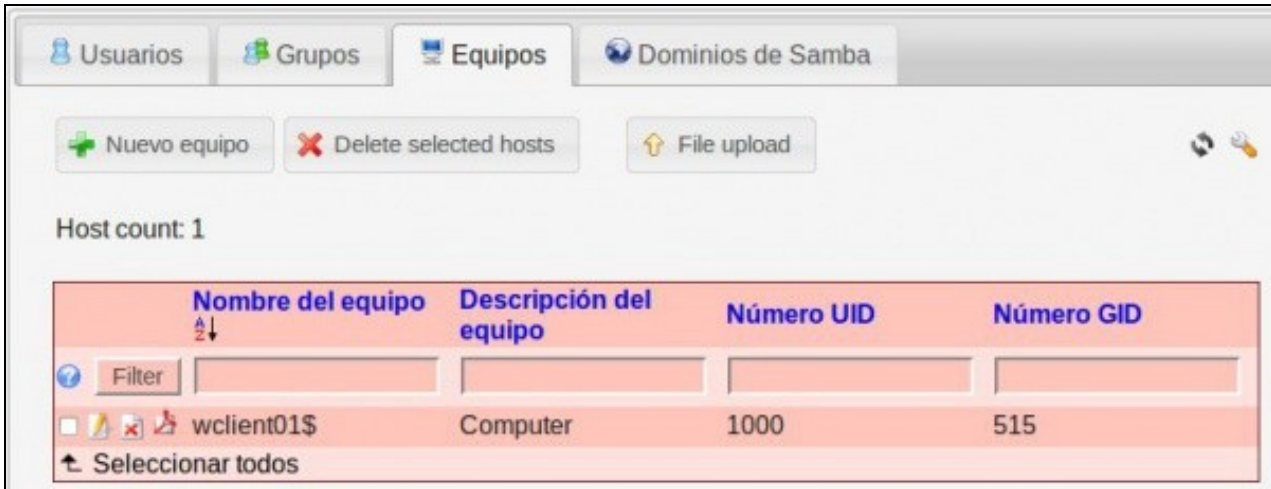 Usuarios Grupos Equipos Dominios de Samba
Nuevo equipo Delete selected hosts File upload
Host count: 1
Nombre del equipo Descripción del equipo Número UID Número GID
Filter
wclient01$ Computer 1000 515
Seleccionar todos